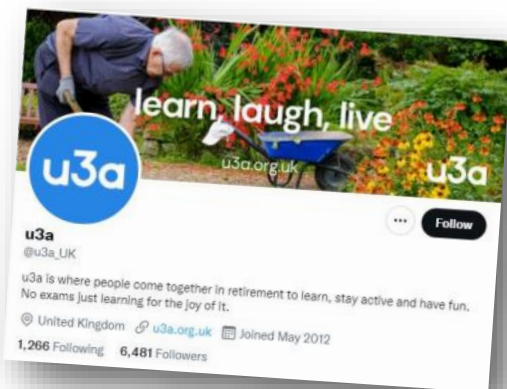 learn, laugh, live
u3a.org.uk
u3a
u3a
Follow
u3a
@u3a_UK
u3a is where people come together in retirement to learn, stay active and have fun.
No exams just learning for the joy of it.
United Kingdom u3a.org.uk Joined May 2012
1,266 Following 6,481 Followers